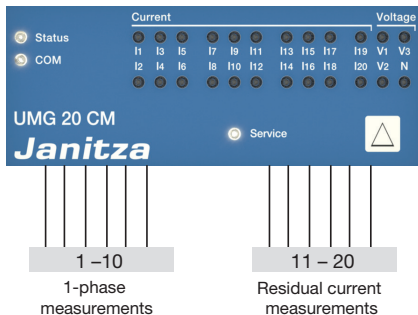 Current Voltage
Status
I1 I3 I5 I7 I9 I11 I13 I15 I17 I19 V1 V3
COM
I2 I4 I6 I8 I10 I12 I14 I16 I18 I20 V2 N
UMG 20 CM
Service
Janitza
1 –10 11 – 20
1-phase
measurements
Residual current
measurements